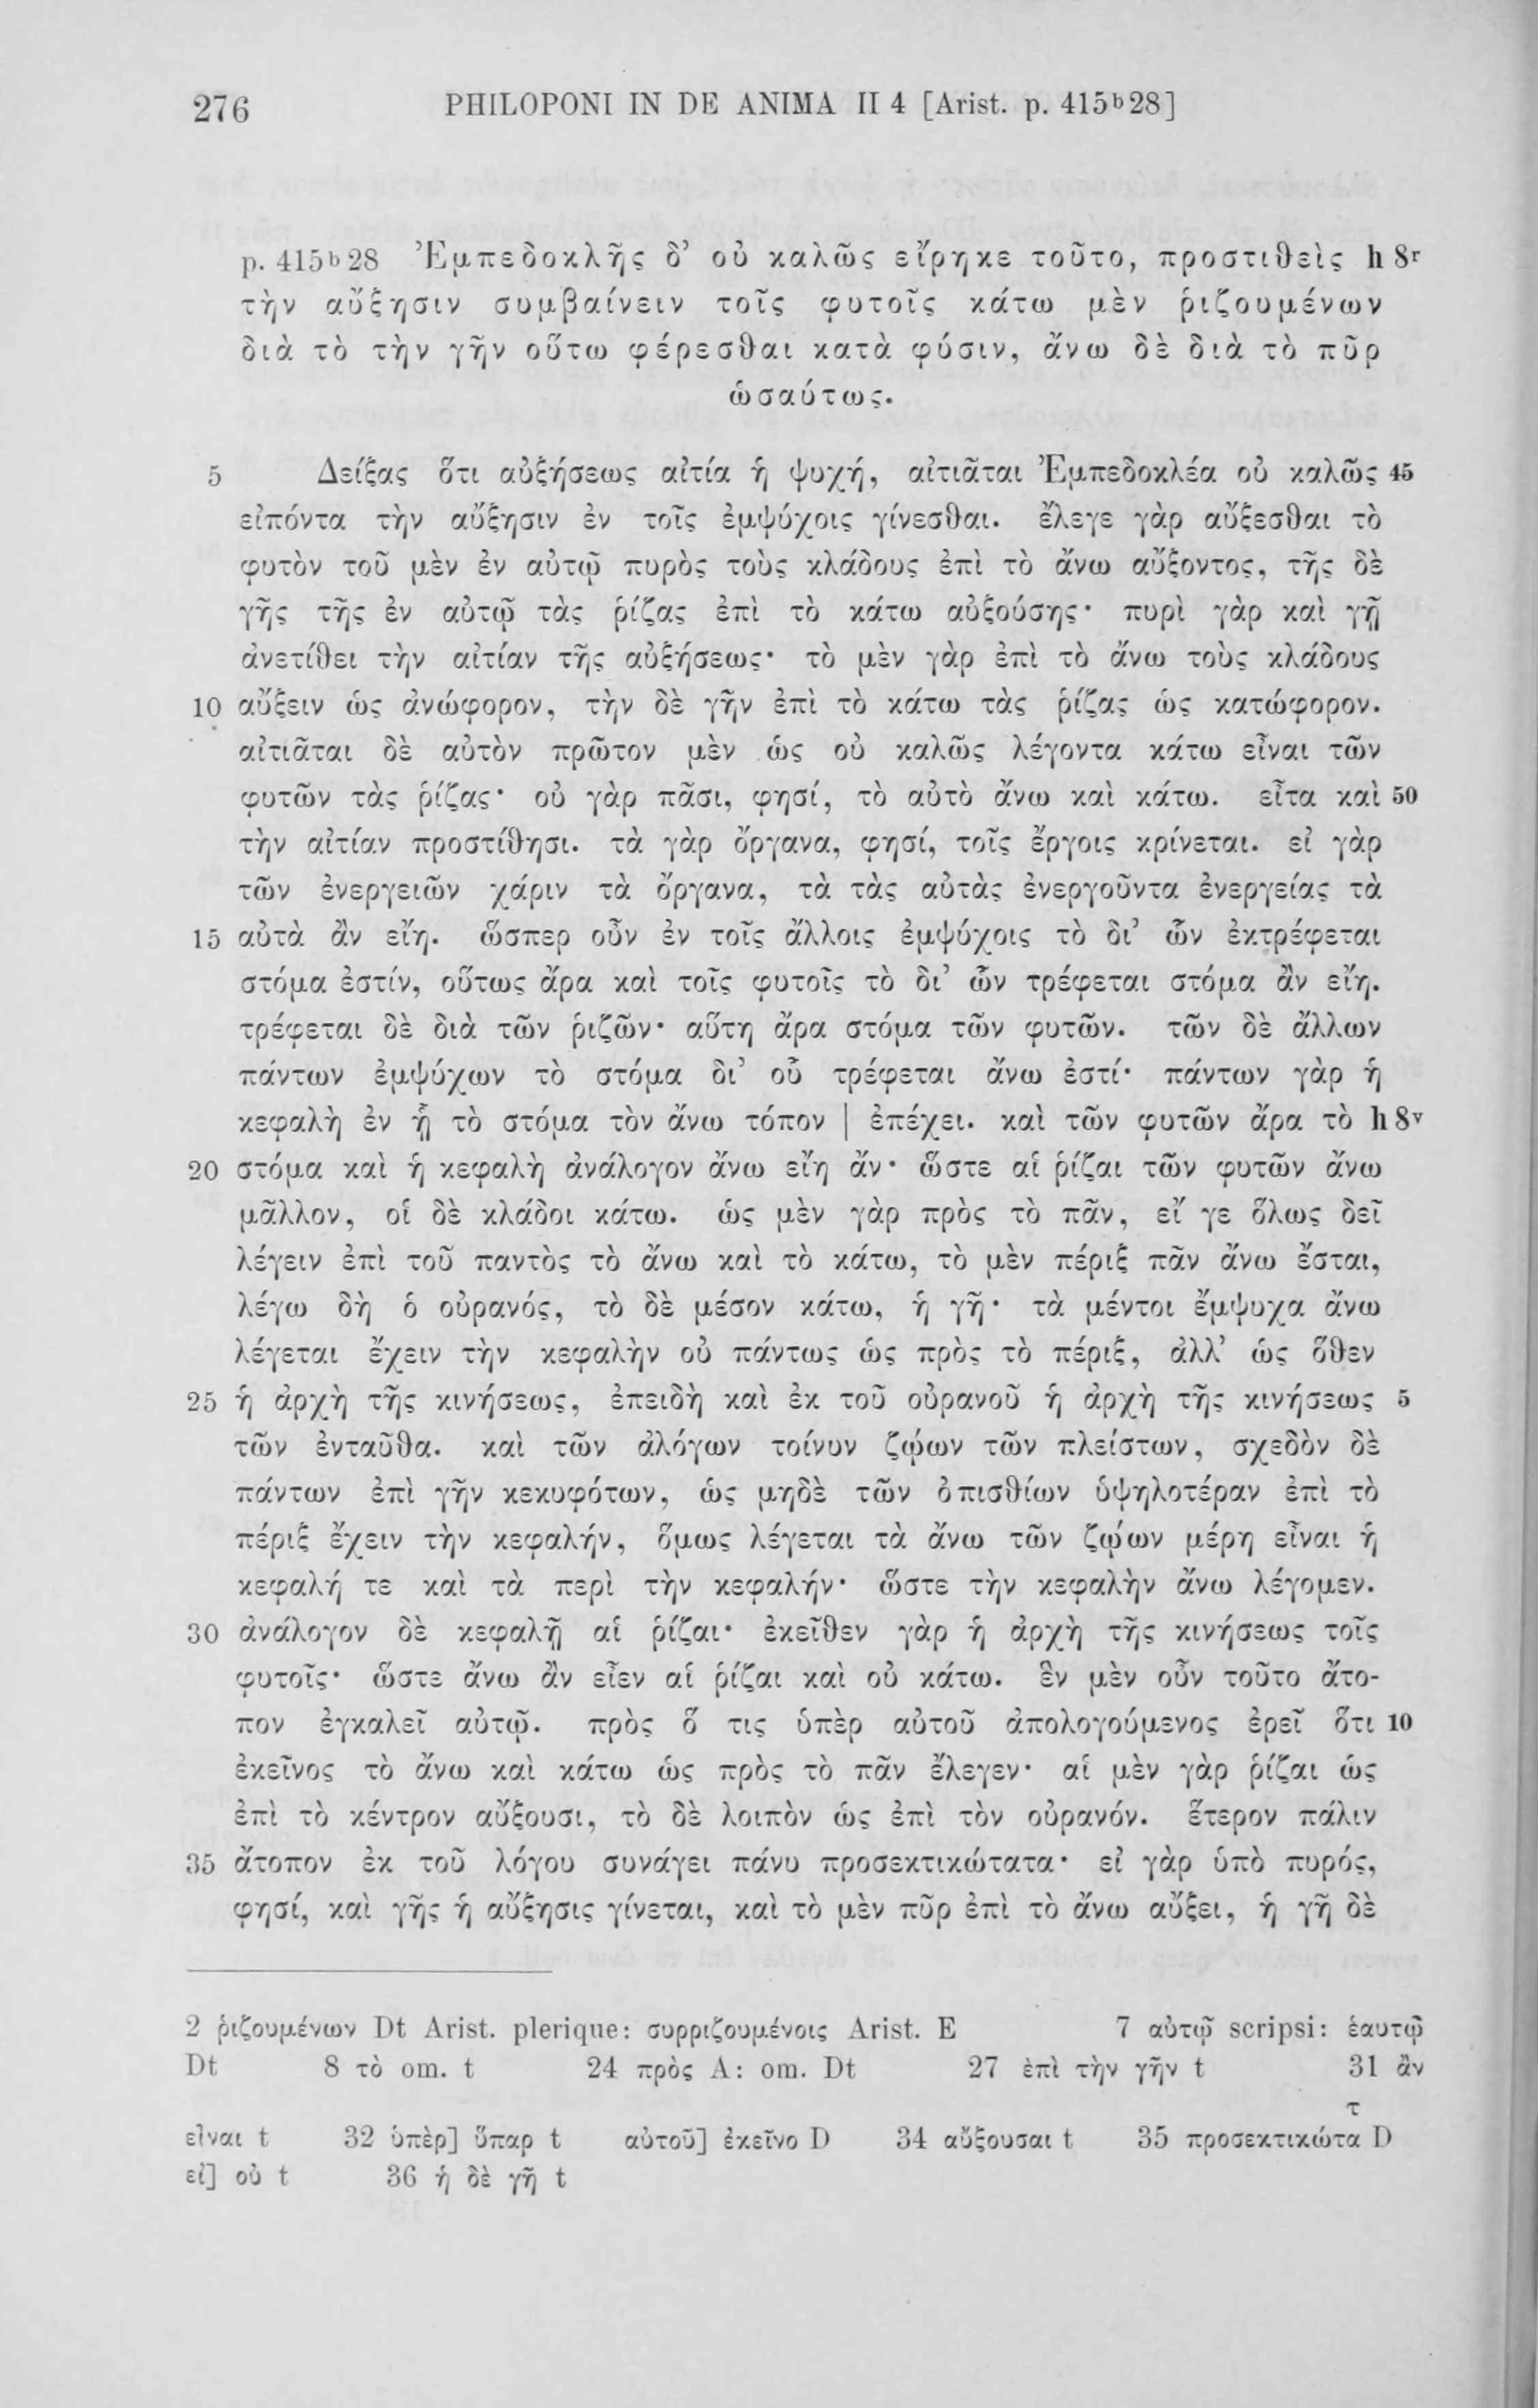 276 PHILOPONI IN DE ANIMA II 4 [Arist. p. 415b28]
p. 415b28 Ἐμπεδοκλῆς δ’ οὐ καλῶς εἴρηκε τοῦτο, προστιθεὶς h 8r
τὴν αὔξησιν συμβαίνειν τοῖς φυτοῖς κάτω μὲν ῥιζουμένων
διὰ τὸ τὴν γῆν οὕτω φέρεσθαι κατὰ φύσιν, ἄνω δὲ διὰ τὸ πῦρ
ὡσαύτως.
5 Δείξας ὅτι αὐξήσεως αἰτία ἡ ψυχή, αἰτιᾶται Ἐμπεδοκλέα οὐ καλῶς 45
εἰπόντα τὴν αὔξησιν ἐν τοῖς ἐμψύχοις γίνεσθαι. ἔλεγε γὰρ αὔξεσθαι τὸ
φυτὸν τοῦ μὲν ἐν αὐτῷ πυρὸς τοὺς κλάδους ἐπὶ τὸ ἄνω αὔξοντος, τῆς δὲ
γῆς τῆς ἐν αὐτῷ τὰς ῥίζας ἐπὶ τὸ κάτω αὐξούσης· πυρὶ γὰρ καὶ γῇ
ἀνετίθει τὴν αἰτίαν τῆς αὐξήσεως· τὸ μὲν γὰρ ἐπὶ τὸ ἄνω τοὺς κλάδους
10 αὔξειν ὡς ἀνώφορον, τὴν δὲ γῆν ἐπὶ τὸ κάτω τὰς ῥίζας ὡς κατώφορον.
αἰτιᾶται δὲ αὐτὸν πρῶτον μὲν ὡς οὐ καλῶς λέγοντα κάτω εἶναι τῶν
φυτῶν τὰς ῥίζας· οὐ γὰρ πᾶσι, φησί, τὸ αὐτὸ ἄνω καὶ κάτω. εἶτα καὶ 50
τὴν αἰτίαν προστίθησι. τὰ γὰρ ὄργανα, φησί, τοῖς ἔργοις κρίνεται. εἰ γὰρ
τῶν ἐνεργειῶν χάριν τὰ ὄργανα, τὰ τὰς αὐτὰς ἐνεργοῦντα ἐνεργείας τὰ
15 αὐτὰ ἂν εἴη. ὥσπερ οὖν ἐν τοῖς ἄλλοις ἐμψύχοις τὸ δι’ ὧν ἐκτρέφεται
στόμα ἐστίν, οὕτως ἄρα καὶ τοῖς φυτοῖς τὸ δι’ ὧν τρέφεται στόμα ἂν εἴη.
τρέφεται δὲ διὰ τῶν ῥιζῶν· αὕτη ἄρα στόμα τῶν φυτῶν. τῶν δὲ ἄλλων
πάντων ἐμψύχων τὸ στόμα δι’ οὗ τρέφεται ἄνω ἐστί· πάντων γὰρ ἡ
κεφαλὴ ἐν ᾗ τὸ στόμα τὸν ἄνω τόπον | ἐπέχει. καὶ τῶν φυτῶν ἄρα τὸ h 8v
20 στόμα καὶ ἡ κεφαλὴ ἀνάλογον ἄνω εἴη ἄν· ὥστε αἱ ῥίζαι τῶν φυτῶν ἄνω
μᾶλλον, οἱ δὲ κλάδοι κάτω. ὡς μὲν γὰρ πρὸς τὸ πᾶν, εἴ γε ὅλως δεῖ
λέγειν ἐπὶ τοῦ παντὸς τὸ ἄνω καὶ τὸ κάτω, τὸ μὲν πέριξ πᾶν ἄνω ἔσται,
λέγω δὴ ὁ οὐρανός, τὸ δὲ μέσον κάτω, ἡ γῆ· τὰ μέντοι ἔμψυχα ἄνω
λέγεται ἔχειν τὴν κεφαλὴν οὐ πάντως ὡς πρὸς τὸ πέριξ, ἀλλ’ ὡς ὅθεν
25 ἡ ἀρχὴ τῆς κινήσεως, ἐπειδὴ καὶ ἐκ τοῦ οὐρανοῦ ἡ ἀρχὴ τῆς κινήσεως 5
τῶν ἐνταῦθα. καὶ τῶν ἀλόγων τοίνυν ζῴων τῶν πλείστων, σχεδὸν δὲ
πάντων ἐπὶ γῆν κεκυφότων, ὡς μηδὲ τῶν ὀπισθίων ὑψηλοτέραν ἐπὶ τὸ
πέριξ ἔχειν τὴν κεφαλήν, ὅμως λέγεται τὰ ἄνω τῶν ζῴων μέρη εἶναι ἡ
κεφαλή τε καὶ τὰ περὶ τὴν κεφαλήν· ὥστε τὴν κεφαλὴν ἄνω λέγομεν.
30 ἀνάλογον δὲ κεφαλῇ αἱ ῥίζαι· ἐκεῖθεν γὰρ ἡ ἀρχὴ τῆς κινήσεως τοῖς
φυτοῖς· ὥστε ἄνω ἂν εἶεν αἱ ῥίζαι καὶ οὐ κάτω. ἓν μὲν οὖν τοῦτο ἄτο-
πον ἐγκαλεῖ αὐτῷ. πρὸς ὅ τις ὑπὲρ αὐτοῦ ἀπολογούμενος ἐρεῖ ὅτι 10
ἐκεῖνος τὸ ἄνω καὶ κάτω ὡς πρὸς τὸ πᾶν ἔλεγεν· αἱ μὲν γὰρ ῥίζαι ὡς
ἐπὶ τὸ κέντρον αὔξουσι, τὸ δὲ λοιπὸν ὡς ἐπὶ τὸν οὐρανόν. ἕτερον πάλιν
35 ἄτοπον ἐκ τοῦ λόγου συνάγει πάνυ προσεκτικώτατα· εἰ γὰρ ὑπὸ πυρός,
φησί, καὶ γῆς ἡ αὔξησις γίνεται, καὶ τὸ μὲν πῦρ ἐπὶ τὸ ἄνω αὔξει, ἡ γῆ δὲ
2 ῥιζουμένων Dt Arist. plerique: συρριζουμένοις Arist. E 7 αὐτῷ scripsi: ἑαυτῷ
Dt 8 τὸ om. t 24 πρὸς A: om. Dt 27 ἐπὶ τὴν γῆν t 31 ἂν
τ
εἶναι t 32 ὑπὲρ] ὕπαρ t αὐτοῦ] ἐκεῖνο D 34 αὔξουσαι t 35 προσεκτικώτα D
εἰ] οὐ t 36 ἡ δὲ γῆ t